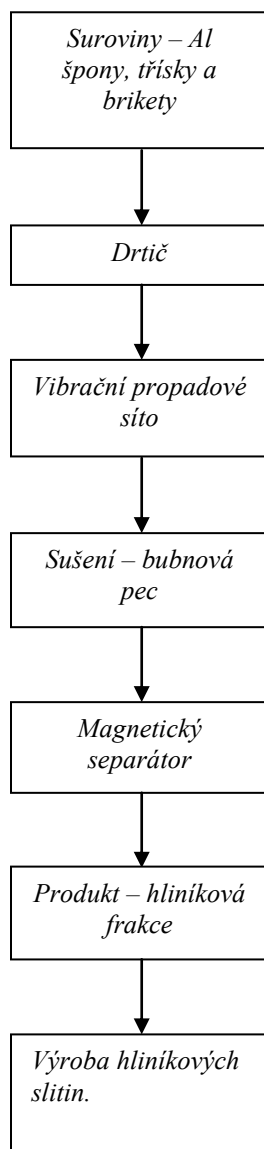 Suroviny – Al
špony, třísky a
brikety
Drtič
Vibrační propadové
síto
Sušení – bubnová
pec
Magnetický
separátor
Produkt – hliníková
frakce
Výroba hliníkových
slitin.